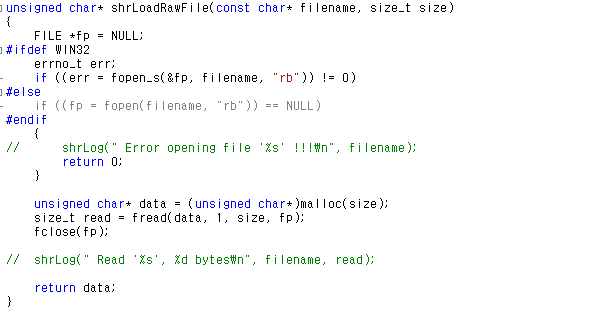 unsigned char* shrLoadRawFile(const char* filename, size_t size)
{
    FILE *fp = NULL;
#ifdef WIN32
    errno_t err;
    if ((err = fopen_s(&fp, filename, "rb")) != 0)
#else
    if ((fp = fopen(filename, "rb")) == NULL)
#endif
    {
//      shrLog(" Error opening file '%s' !!!₩n", filename);
        return 0;
    }

    unsigned char* data = (unsigned char*)malloc(size);
    size_t read = fread(data, 1, size, fp);
    fclose(fp);

//  shrLog(" Read '%s', %d bytes₩n", filename, read);

    return data;
}